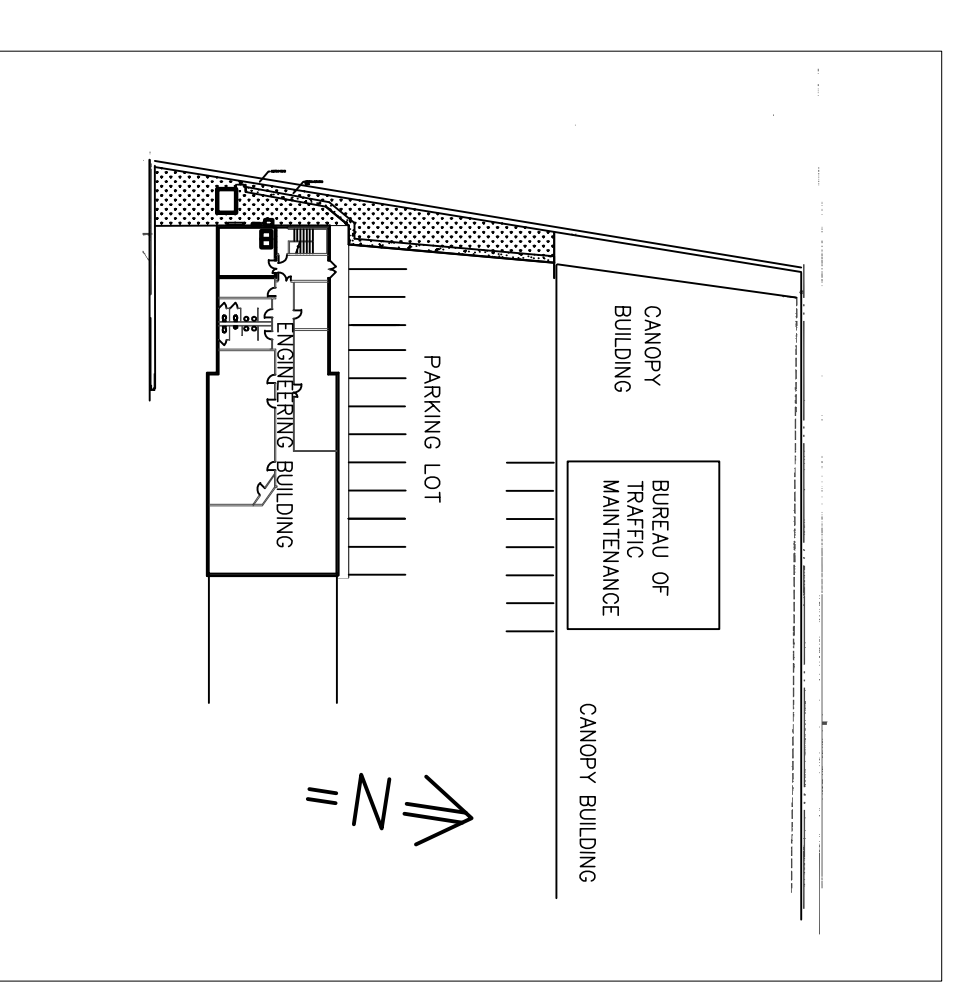 CANOPY
BUILDING
BUREAU OF
TRAFFIC
MAINTENANCE
CANOPY BUILDING
PARKING LOT
ENGINEERING BUILDING
N